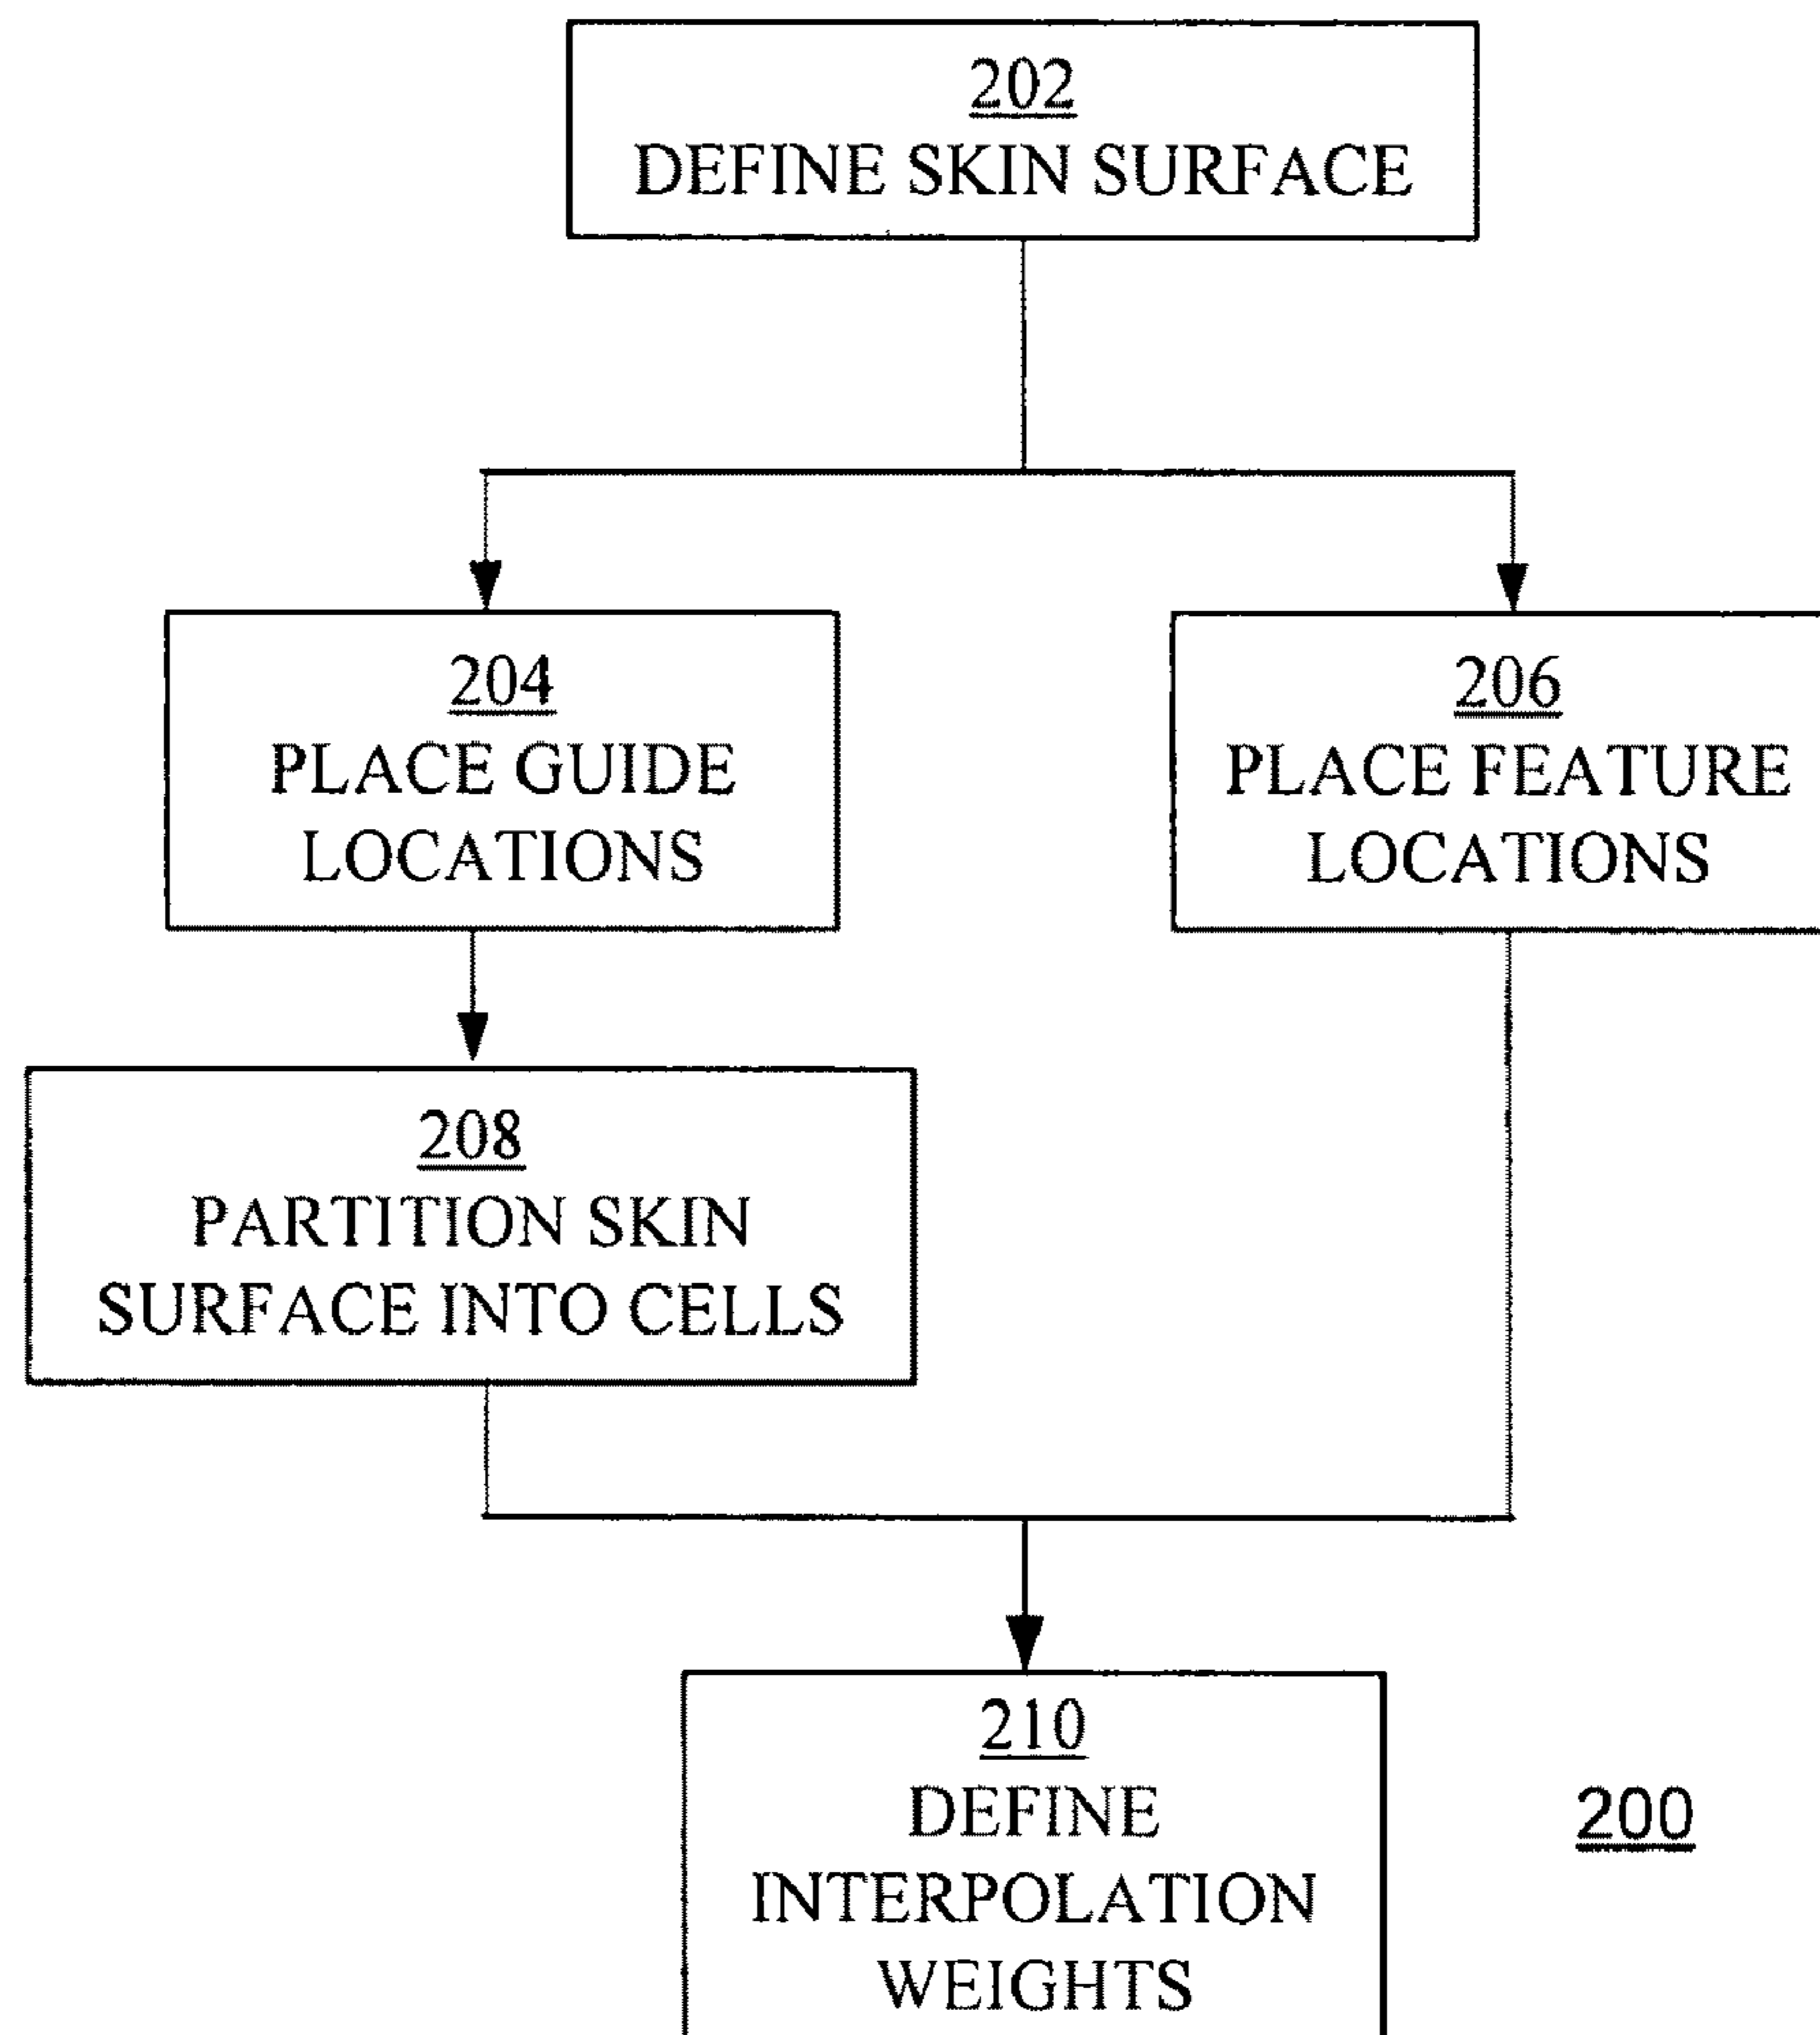 202
DEFINE SKIN SURFACE
204
PLACE GUIDE
LOCATIONS
206
PLACE FEATURE
LOCATIONS
208
PARTITION SKIN
SURFACE INTO CELLS
210
DEFINE
INTERPOLATION
WEIGHTS
200